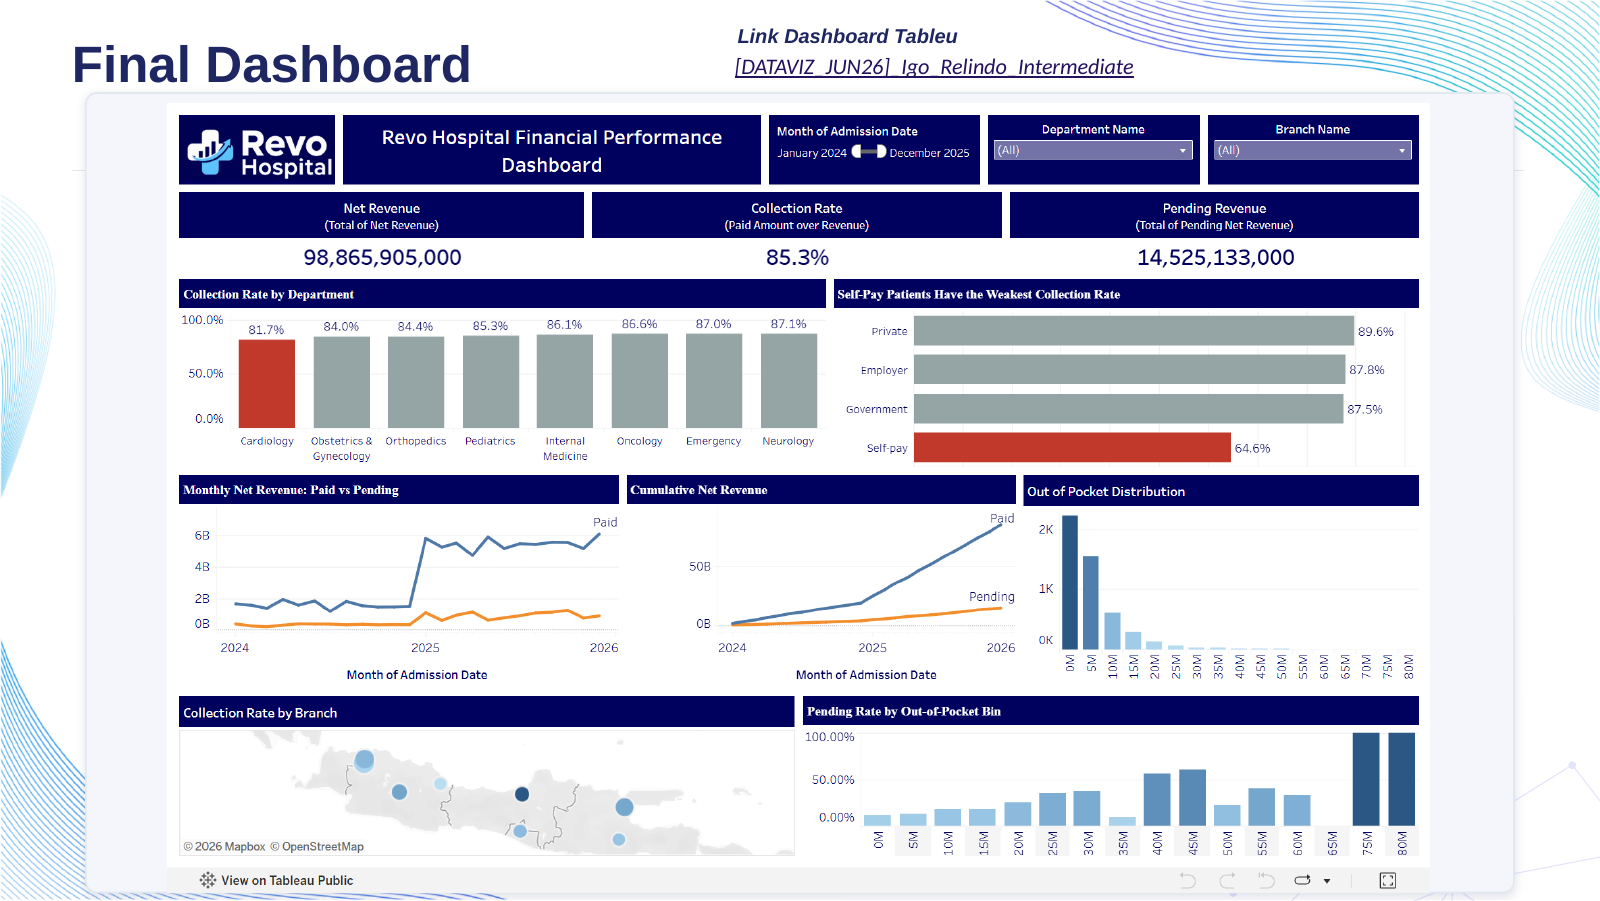 Final Dashboard
Link Dashboard Tableu
[DATAVIZ_JUN26]_Igo_Relindo_Intermediate
Revo
Hospital
Revo Hospital Financial Performance
Dashboard
Month of Admission Date
January 2024
December 2025
Department Name
(All)
Branch Name
(All)
Net Revenue
(Total of Net Revenue)
98,865,905,000
Collection Rate
(Paid Amount over Revenue)
85.3%
Pending Revenue
(Total of Pending Net Revenue)
14,525,133,000
Collection Rate by Department
100.0%
50.0%
0.0%
81.7%
84.0%
84.4%
85.3%
86.1%
86.6%
87.0%
87.1%
Cardiology
Obstetrics &
Gynecology
Orthopedics
Pediatrics
Internal
Medicine
Oncology
Emergency
Neurology
Self-Pay Patients Have the Weakest Collection Rate
Private
89.6%
Employer
87.8%
Government
87.5%
Self-pay
64.6%
Monthly Net Revenue: Paid vs Pending
Paid
6B
4B
2B
0B
2024
2025
2026
Month of Admission Date
Cumulative Net Revenue
Paid
50B
Pending
0B
2024
2025
2026
Month of Admission Date
Out of Pocket Distribution
2K
1K
0K
0M
5M
10M
15M
20M
25M
30M
35M
40M
45M
50M
55M
60M
65M
70M
75M
80M
Collection Rate by Branch
© 2026 Mapbox © OpenStreetMap
Pending Rate by Out-of-Pocket Bin
100.00%
50.00%
0.00%
0M
5M
10M
15M
20M
25M
30M
35M
40M
45M
50M
55M
60M
65M
75M
80M
View on Tableau Public